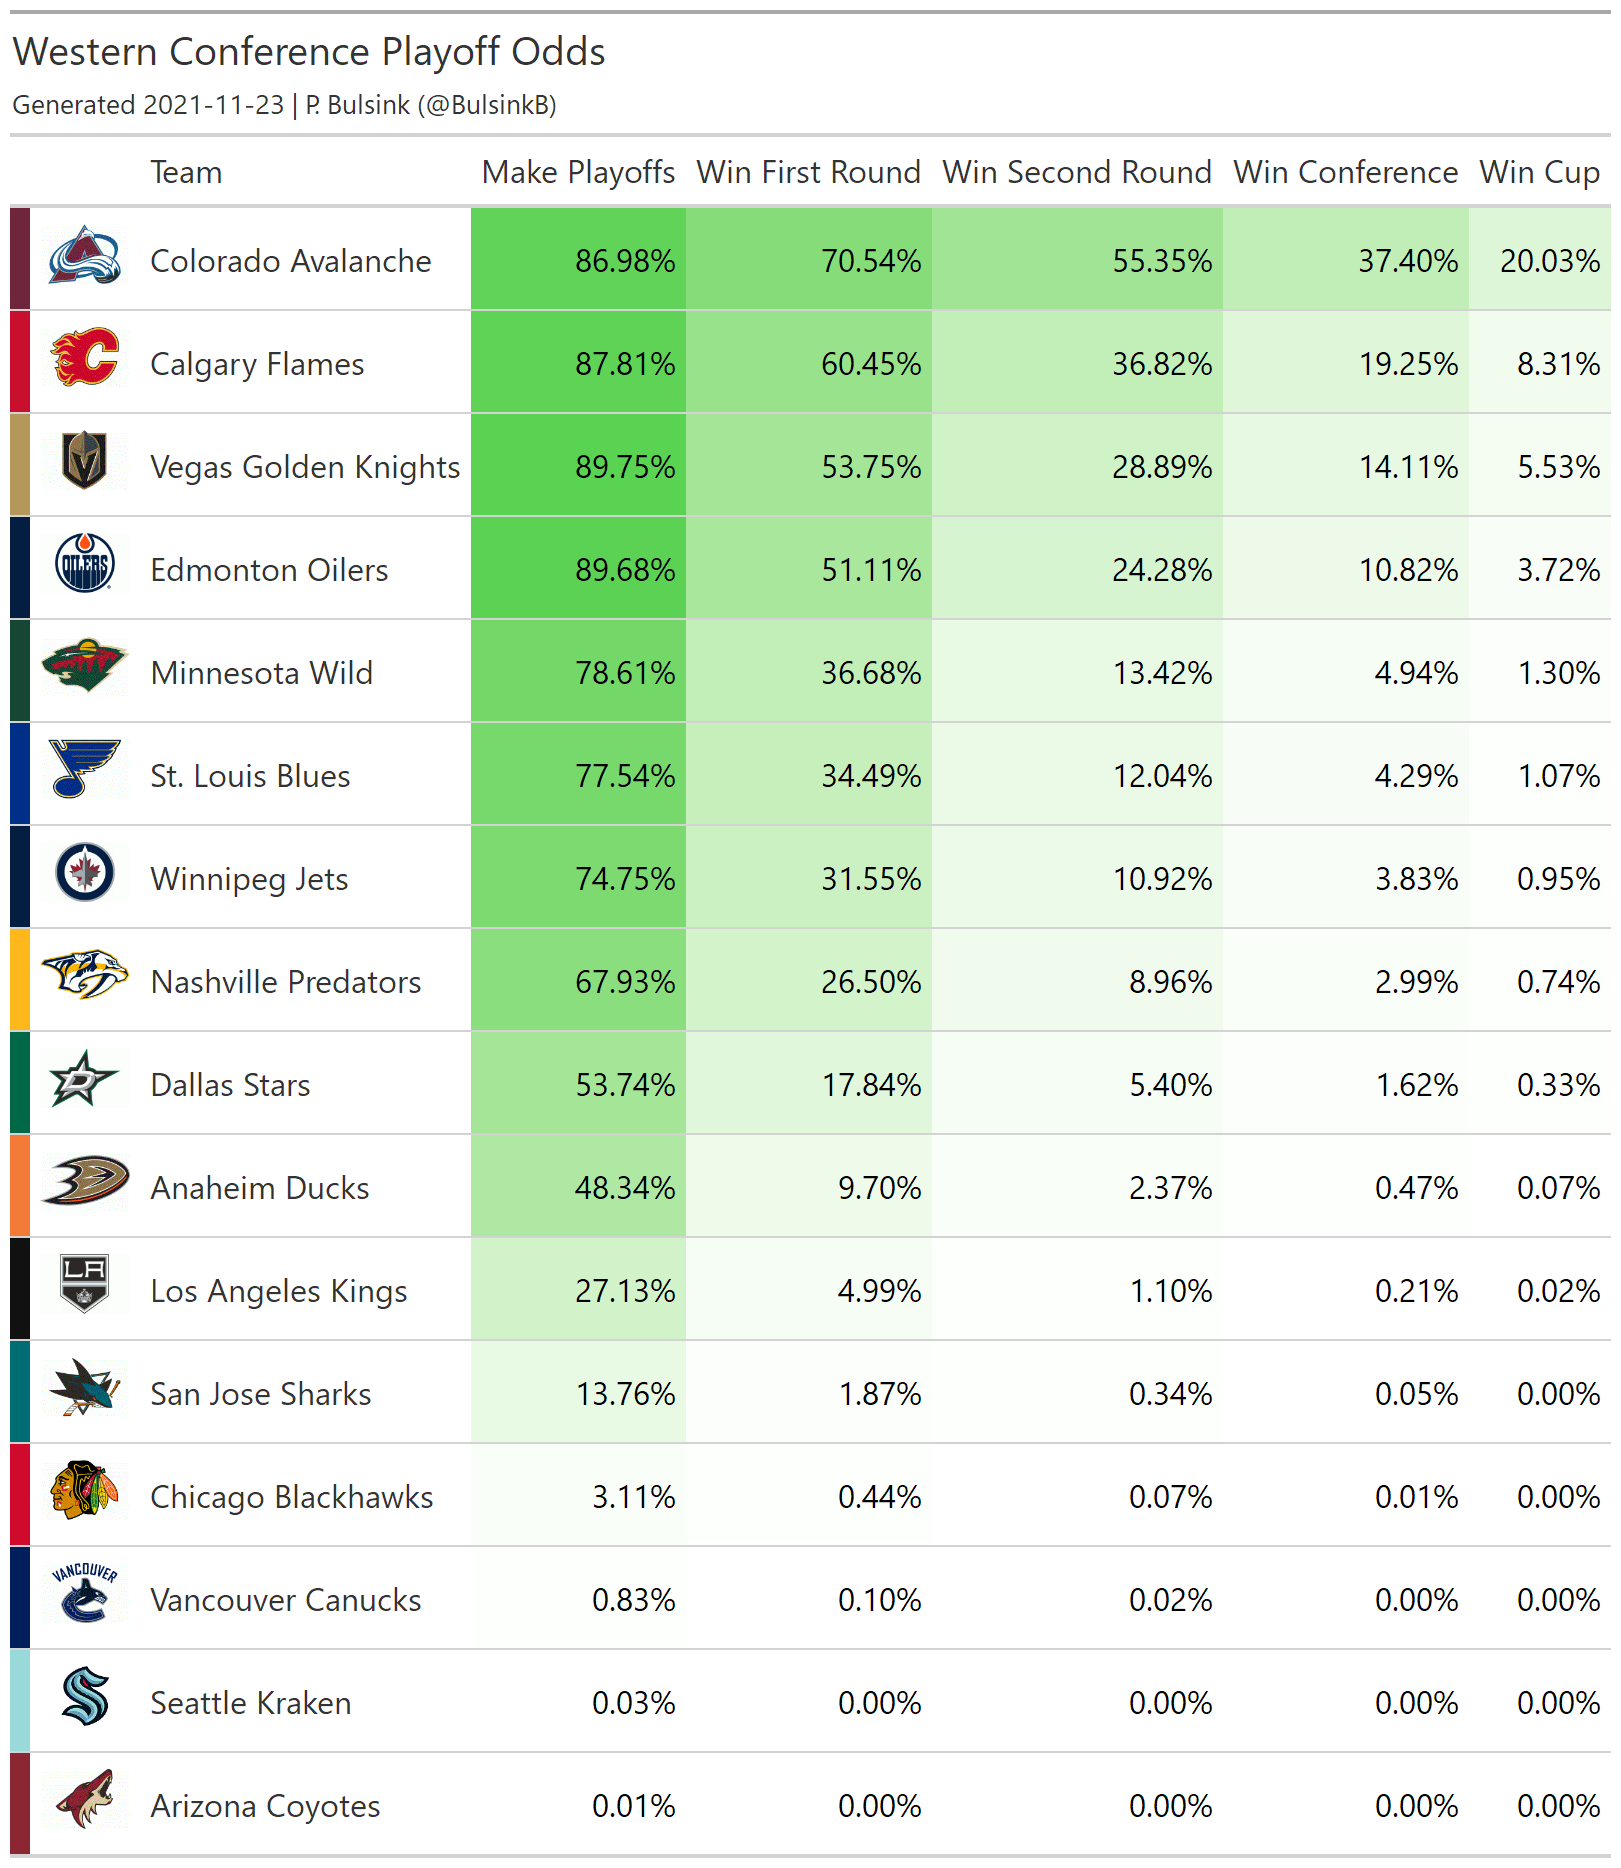 Western Conference Playoff Odds
Generated 2021-11-23 | P. Bulsink (@BulsinkB)
Team Make Playoffs Win First Round Win Second Round Win Conference Win Cup
Colorado Avalanche 86.98% 70.54% 55.35% 37.40% 20.03%
Calgary Flames 87.81% 60.45% 36.82% 19.25% 8.31%
Vegas Golden Knights 89.75% 53.75% 28.89% 14.11% 5.53%
OILERS Edmonton Oilers 89.68% 51.11% 24.28% 10.82% 3.72%
Minnesota Wild 78.61% 36.68% 13.42% 4.94% 1.30%
St. Louis Blues 77.54% 34.49% 12.04% 4.29% 1.07%
Winnipeg Jets 74.75% 31.55% 10.92% 3.83% 0.95%
Nashville Predators 67.93% 26.50% 8.96% 2.99% 0.74%
D Dallas Stars 53.74% 17.84% 5.40% 1.62% 0.33%
Anaheim Ducks 48.34% 9.70% 2.37% 0.47% 0.07%
LA Los Angeles Kings 27.13% 4.99% 1.10% 0.21% 0.02%
San Jose Sharks 13.76% 1.87% 0.34% 0.05% 0.00%
Chicago Blackhawks 3.11% 0.44% 0.07% 0.01% 0.00%
VANCOUVER Vancouver Canucks 0.83% 0.10% 0.02% 0.00% 0.00%
Seattle Kraken 0.03% 0.00% 0.00% 0.00% 0.00%
Arizona Coyotes 0.01% 0.00% 0.00% 0.00% 0.00%